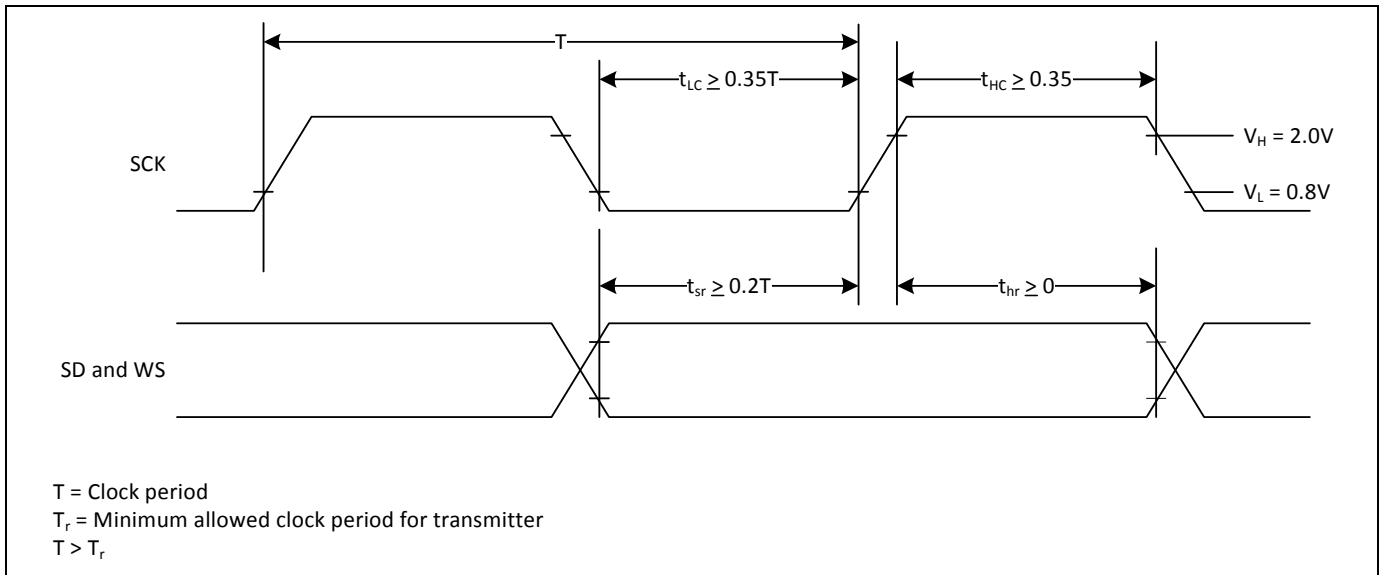 T
t_LC ≥ 0.35T
t_HC ≥ 0.35
V_H = 2.0V
SCK
V_L = 0.8V
t_sr ≥ 0.2T
t_hr ≥ 0
SD and WS
T = Clock period
T_r = Minimum allowed clock period for transmitter
T > T_r